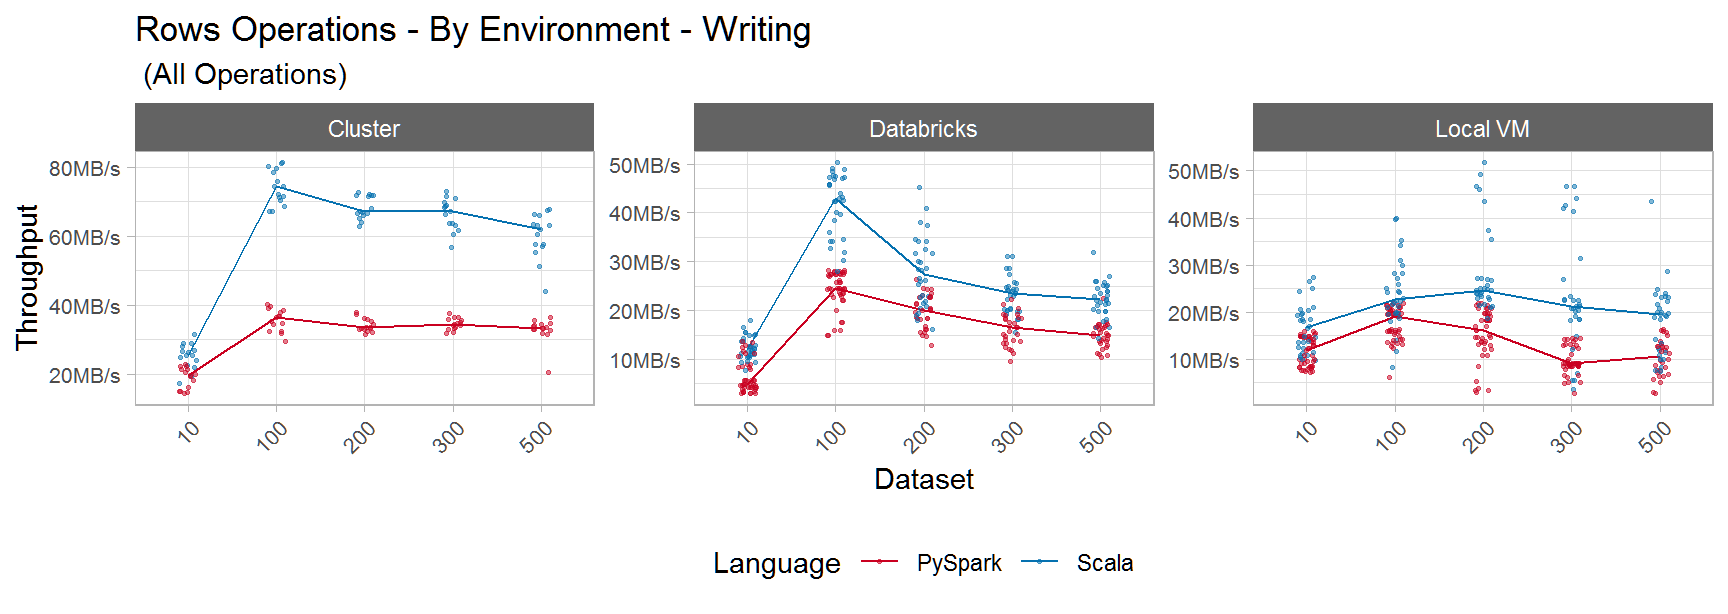 Rows Operations - By Environment - Writing
(All Operations)
Cluster
Databricks
Local VM
Throughput
80MB/s
60MB/s
40MB/s
20MB/s
50MB/s
40MB/s
30MB/s
20MB/s
10MB/s
50MB/s
40MB/s
30MB/s
20MB/s
10MB/s
10
100
200
300
500
10
100
200
300
500
10
100
200
300
500
Dataset
Language PySpark Scala